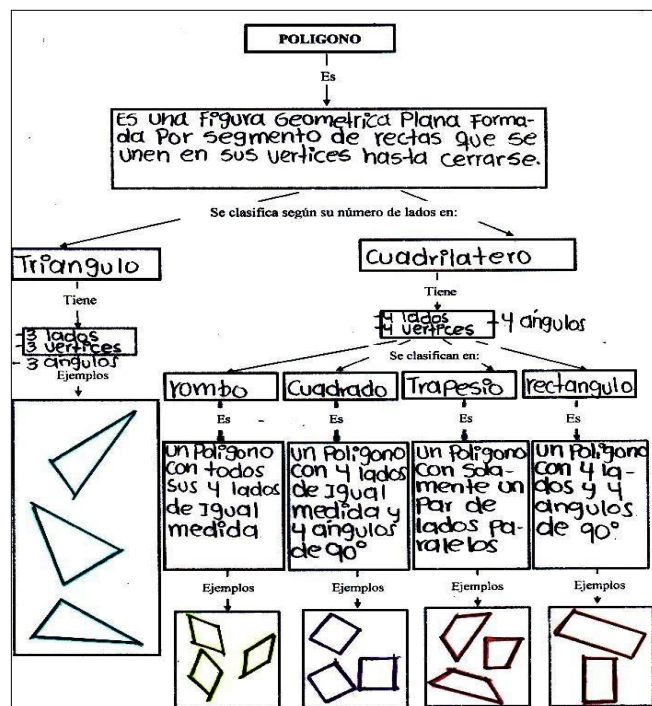 POLIGONO
Es
Es una Figura Geometrica Plana Forma-
da Por segmento de rectas que se
unen en sus vertices hasta cerrarse.
Se clasifica según su número de lados en:
Triangulo
Tiene
-3 lados
-3 vertices
- 3 angulos
Ejemplos
Cuadrilatero
Tiene
-4 lados
-4 vertices
- 4 angulos
Se clasifican en:
rombo
Es
un Poligono
con todos
sus 4 lados
de Igual
medida
Ejemplos
Cuadrado
Es
un Poligono
con 4 lados
de Igual
medida y
4 angulos
de 90°
Ejemplos
Trapesio
Es
un Poligono
con sola-
mente un
Par de
lados Pa-
ralelos
Ejemplos
rectangulo
Es
un Poligono
con 4 la-
dos y 4
angulos
de 90°
Ejemplos